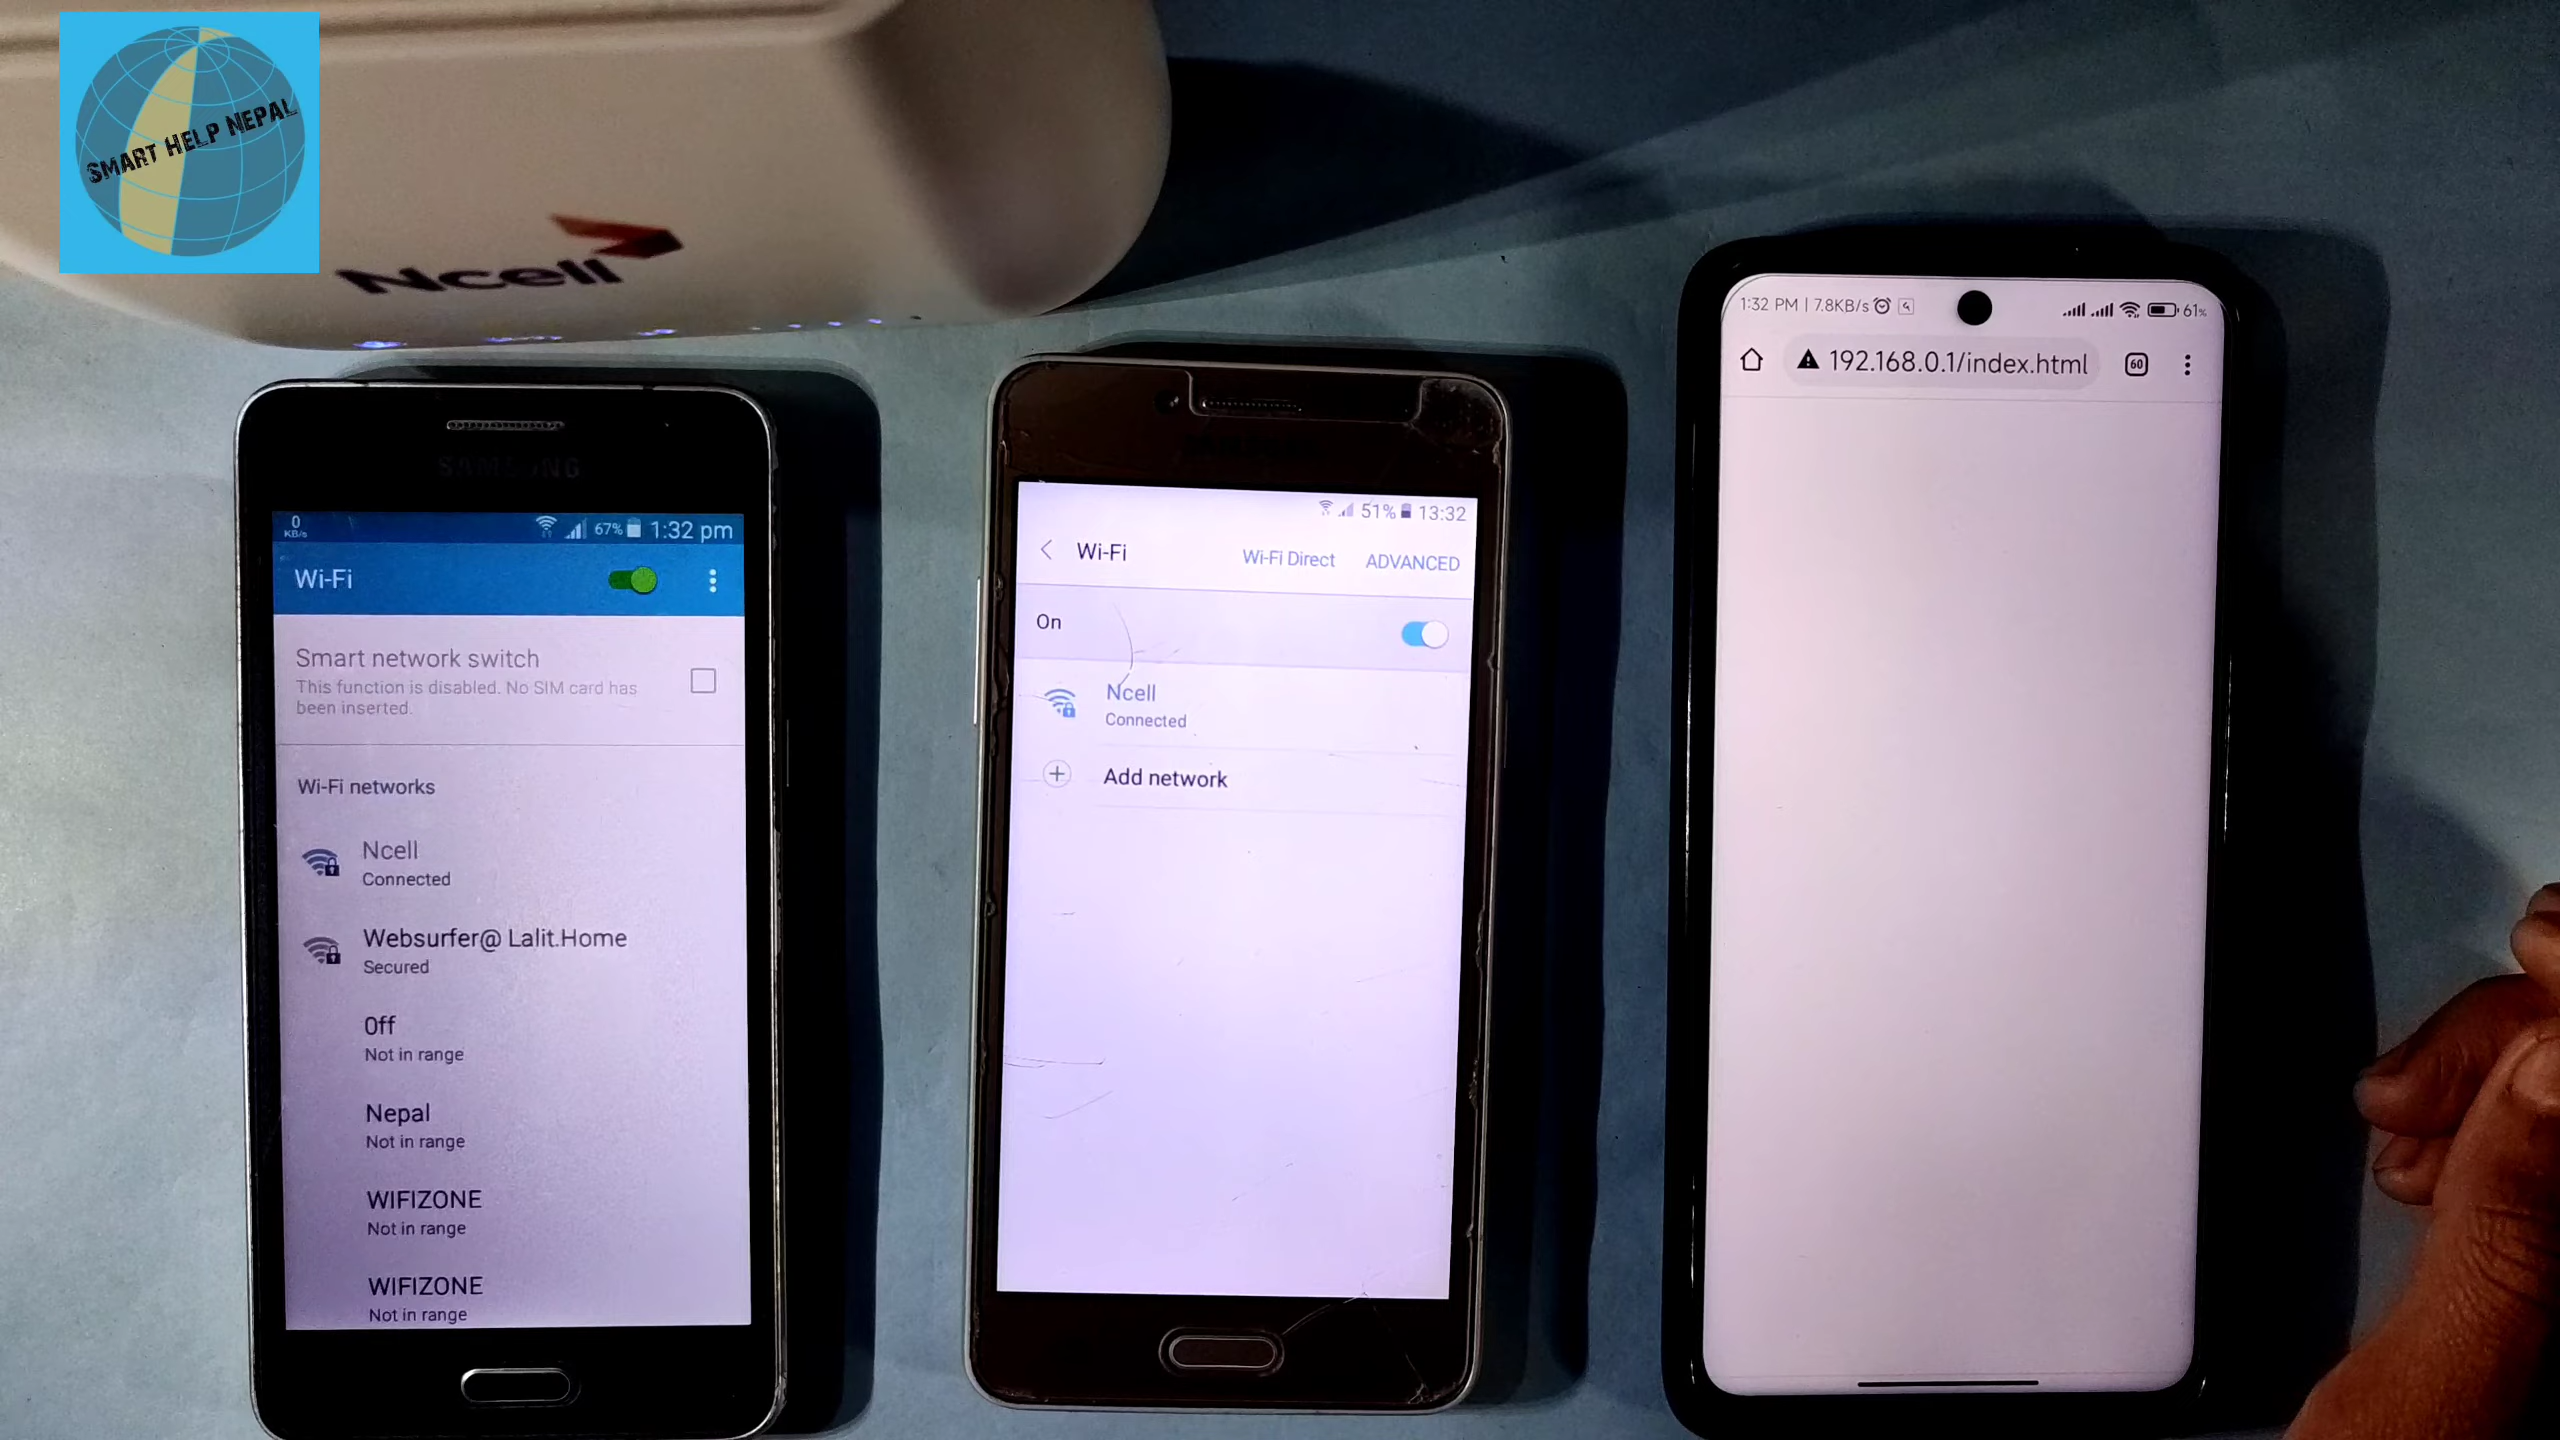 SMART HELP NEPAL
Ncell
SAMSUNG
0
KB/s
67%
1:32 pm
Wi-Fi
Smart network switch
This function is disabled. No SIM card has
been inserted.
Wi-Fi networks
Ncell
Connected
Websurfer@ Lalit.Home
Secured
Off
Not in range
Nepal
Not in range
WIFIZONE
Not in range
WIFIZONE
Not in range
51%
13:32
Wi-Fi
Wi-Fi Direct
ADVANCED
On
Ncell
Connected
Add network
1:32 PM | 7.8KB/s
61%
192.168.0.1/index.html
60